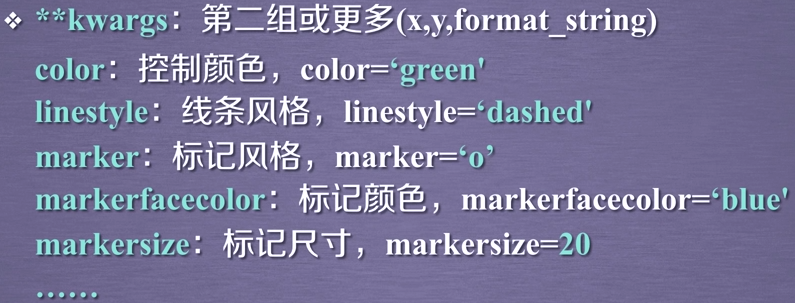 ❖ **kwargs：第二组或更多(x,y,format_string)
color：控制颜色，color=‘green'
linestyle：线条风格，linestyle=‘dashed'
marker：标记风格，marker=‘o’
markerfacecolor：标记颜色，markerfacecolor=‘blue'
markersize：标记尺寸，markersize=20
……